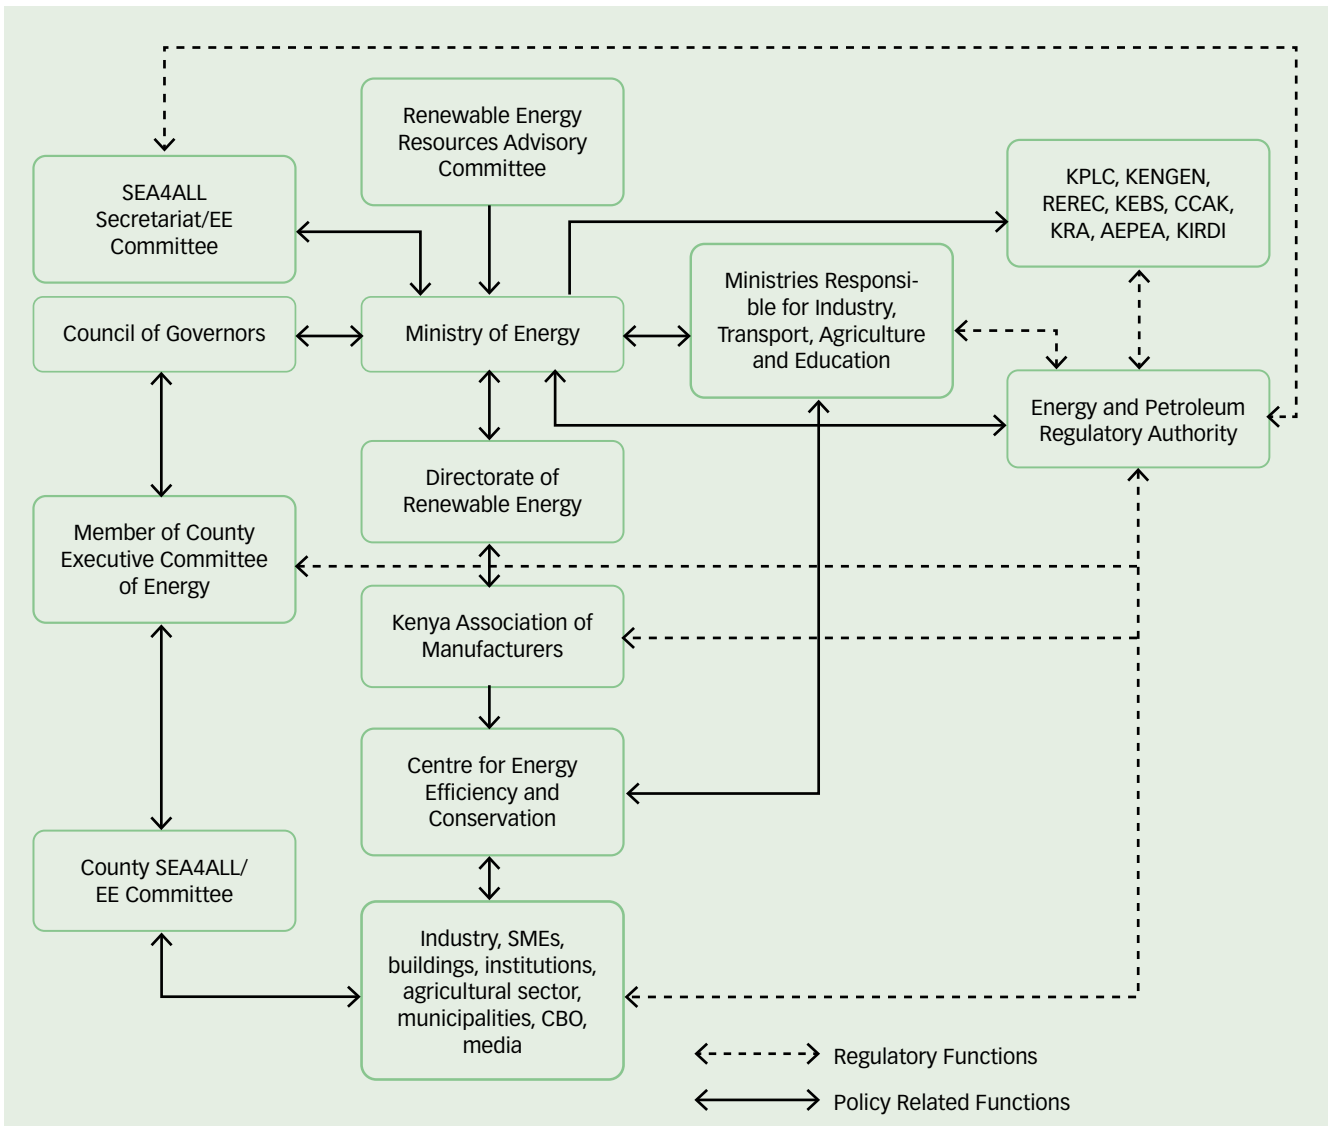 Renewable Energy
Resources Advisory
Committee
SEA4ALL
Secretariat/EE
Committee
KPLC, KENGEN,
REREC, KEBS, CCAK,
KRA, AEPEA, KIRDI
Council of Governors
Ministry of Energy
Ministries Responsi-
ble for Industry,
Transport, Agriculture
and Education
Energy and Petroleum
Regulatory Authority
Directorate of
Renewable Energy
Member of County
Executive Committee
of Energy
Kenya Association of
Manufacturers
Centre for Energy
Efficiency and
Conservation
County SEA4ALL/
EE Committee
Industry, SMEs,
buildings, institutions,
agricultural sector,
municipalities, CBO,
media
Regulatory Functions
Policy Related Functions